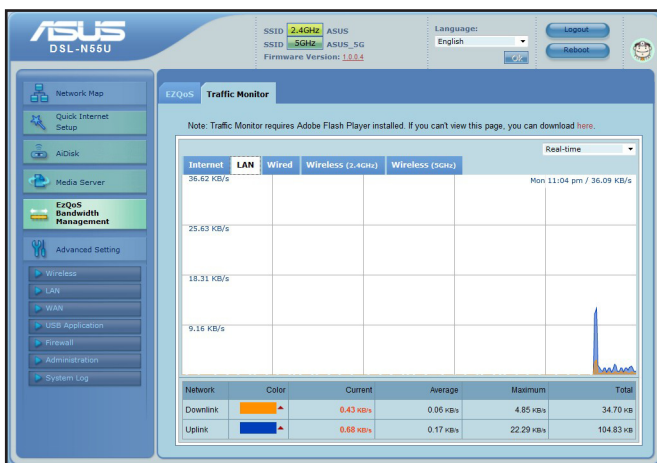 ASUS
DSL-N55U
SSID 2.4GHz ASUS
SSID 5GHz ASUS_5G
Firmware Version: 1.0.0.4
Language:
English
OK
Logout
Reboot
Network Map
Quick Internet
Setup
AiDisk
Media Server
EzQoS
Bandwidth
Management
Advanced Setting
Wireless
LAN
WAN
USB Application
Firewall
Administration
System Log
EZQoS Traffic Monitor
Note: Traffic Monitor requires Adobe Flash Player installed. If you can't view this page, you can download here.
Real-time
Internet LAN Wired Wireless (2.4GHz) Wireless (5GHz)
36.62 KB/s
Mon 11:04 pm / 36.09 KB/s
25.63 KB/s
18.31 KB/s
9.16 KB/s
Network Color Current Average Maximum Total
Downlink 0.43 KB/s 0.06 KB/s 4.85 KB/s 34.70 KB
Uplink 0.68 KB/s 0.17 KB/s 22.29 KB/s 104.83 KB